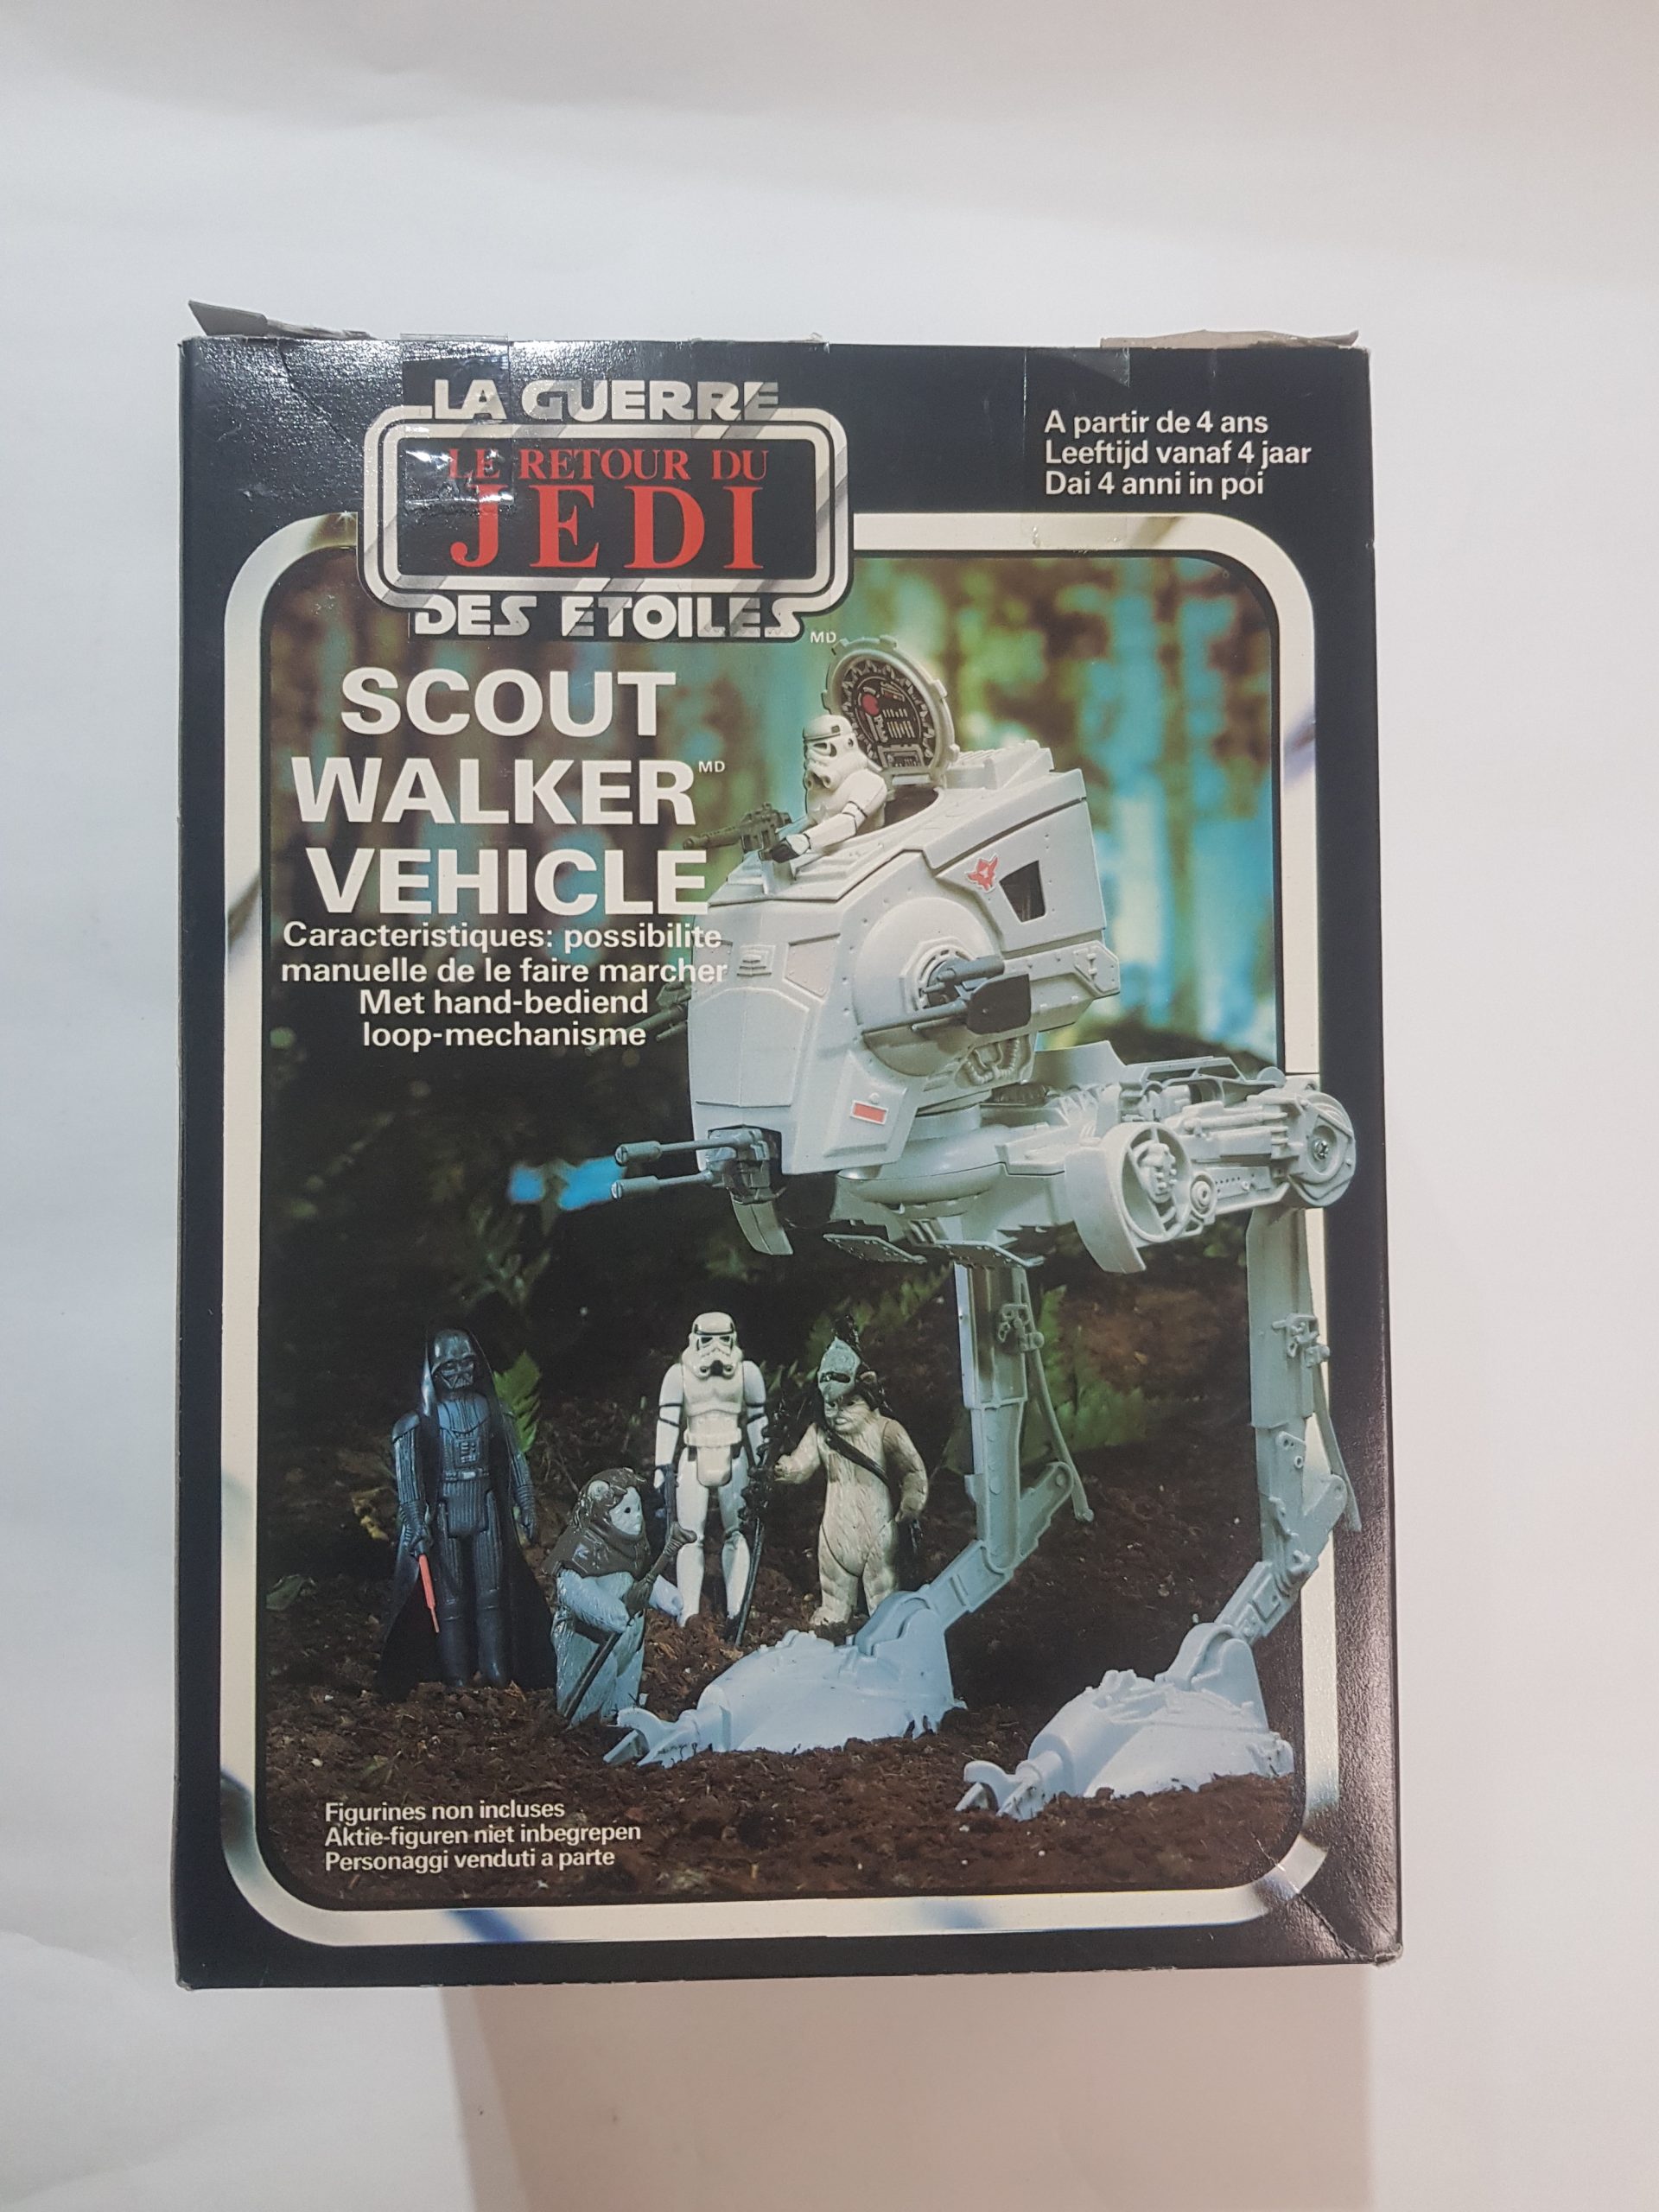 LA GUERRE
LE RETOUR DU
JEDI
DES ETOILES
MD
A partir de 4 ans
Leeftijd vanaf 4 jaar
Dai 4 anni in poi
SCOUT
WALKER MD
VEHICLE
Caracteristiques: possibilite
manuelle de le faire marcher
Met hand-bediend
loop-mechanisme
Figurines non incluses
Aktie-figuren niet inbegrepen
Personaggi venduti a parte